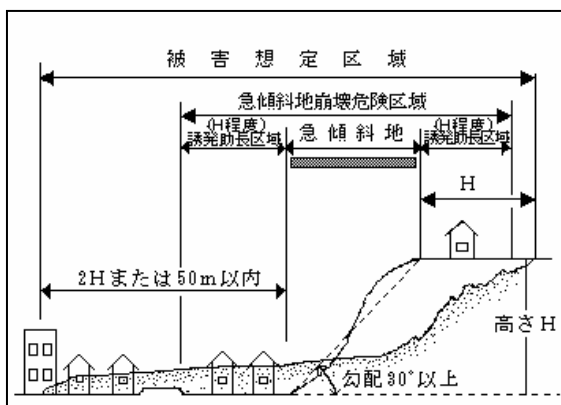 被害想定区域
急傾斜地崩壊危険区域
(H程度)
誘発助長区域
急傾斜地
(H程度)
誘発助長区域
H
2Hまたは50m以内
高さH
勾配30°以上